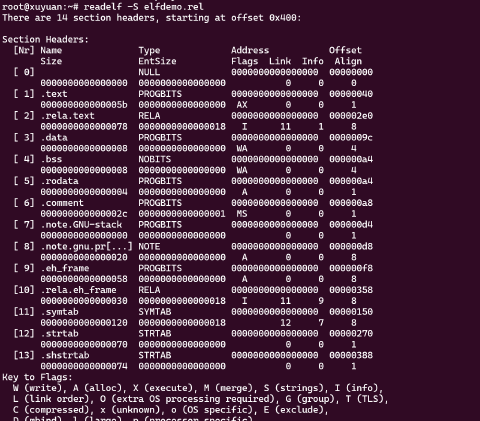 root@xuyuan:~# readelf -S elfdemo.rel
There are 14 section headers, starting at offset 0x400:
Section Headers:
[Nr] Name Type Address Offset
Size EntSize Flags Link Info Align
[ 0] NULL 0000000000000000 00000000
0000000000000000 0000000000000000 0 0 0
[ 1] .text PROGBITS 0000000000000000 00000040
000000000000005b 0000000000000000 AX 0 0 1
[ 2] .rela.text RELA 0000000000000000 000002e0
0000000000000078 0000000000000018 I 11 1 8
[ 3] .data PROGBITS 0000000000000000 0000009c
0000000000000008 0000000000000000 WA 0 0 4
[ 4] .bss NOBITS 0000000000000000 000000a4
0000000000000008 0000000000000000 WA 0 0 4
[ 5] .rodata PROGBITS 0000000000000000 000000a4
0000000000000004 0000000000000000 A 0 0 1
[ 6] .comment PROGBITS 0000000000000000 000000a8
000000000000002c 0000000000000001 MS 0 0 1
[ 7] .note.GNU-stack PROGBITS 0000000000000000 000000d4
0000000000000000 0000000000000000 0 0 1
[ 8] .note.gnu.pr[...] NOTE 0000000000000000 000000d8
0000000000000020 0000000000000000 A 0 0 8
[ 9] .eh_frame PROGBITS 0000000000000000 000000f8
0000000000000058 0000000000000000 A 0 0 8
[10] .rela.eh_frame RELA 0000000000000000 00000358
0000000000000030 0000000000000018 I 11 9 8
[11] .symtab SYMTAB 0000000000000000 00000150
0000000000000120 0000000000000018 12 7 8
[12] .strtab STRTAB 0000000000000000 00000270
0000000000000070 0000000000000000 0 0 1
[13] .shstrtab STRTAB 0000000000000000 00000388
0000000000000074 0000000000000000 0 0 1
Key to Flags:
W (write), A (alloc), X (execute), M (merge), S (strings), I (info),
L (link order), O (extra OS processing required), G (group), T (TLS),
C (compressed), x (unknown), o (OS specific), E (exclude),
D (mbind), l (large), p (processor specific)